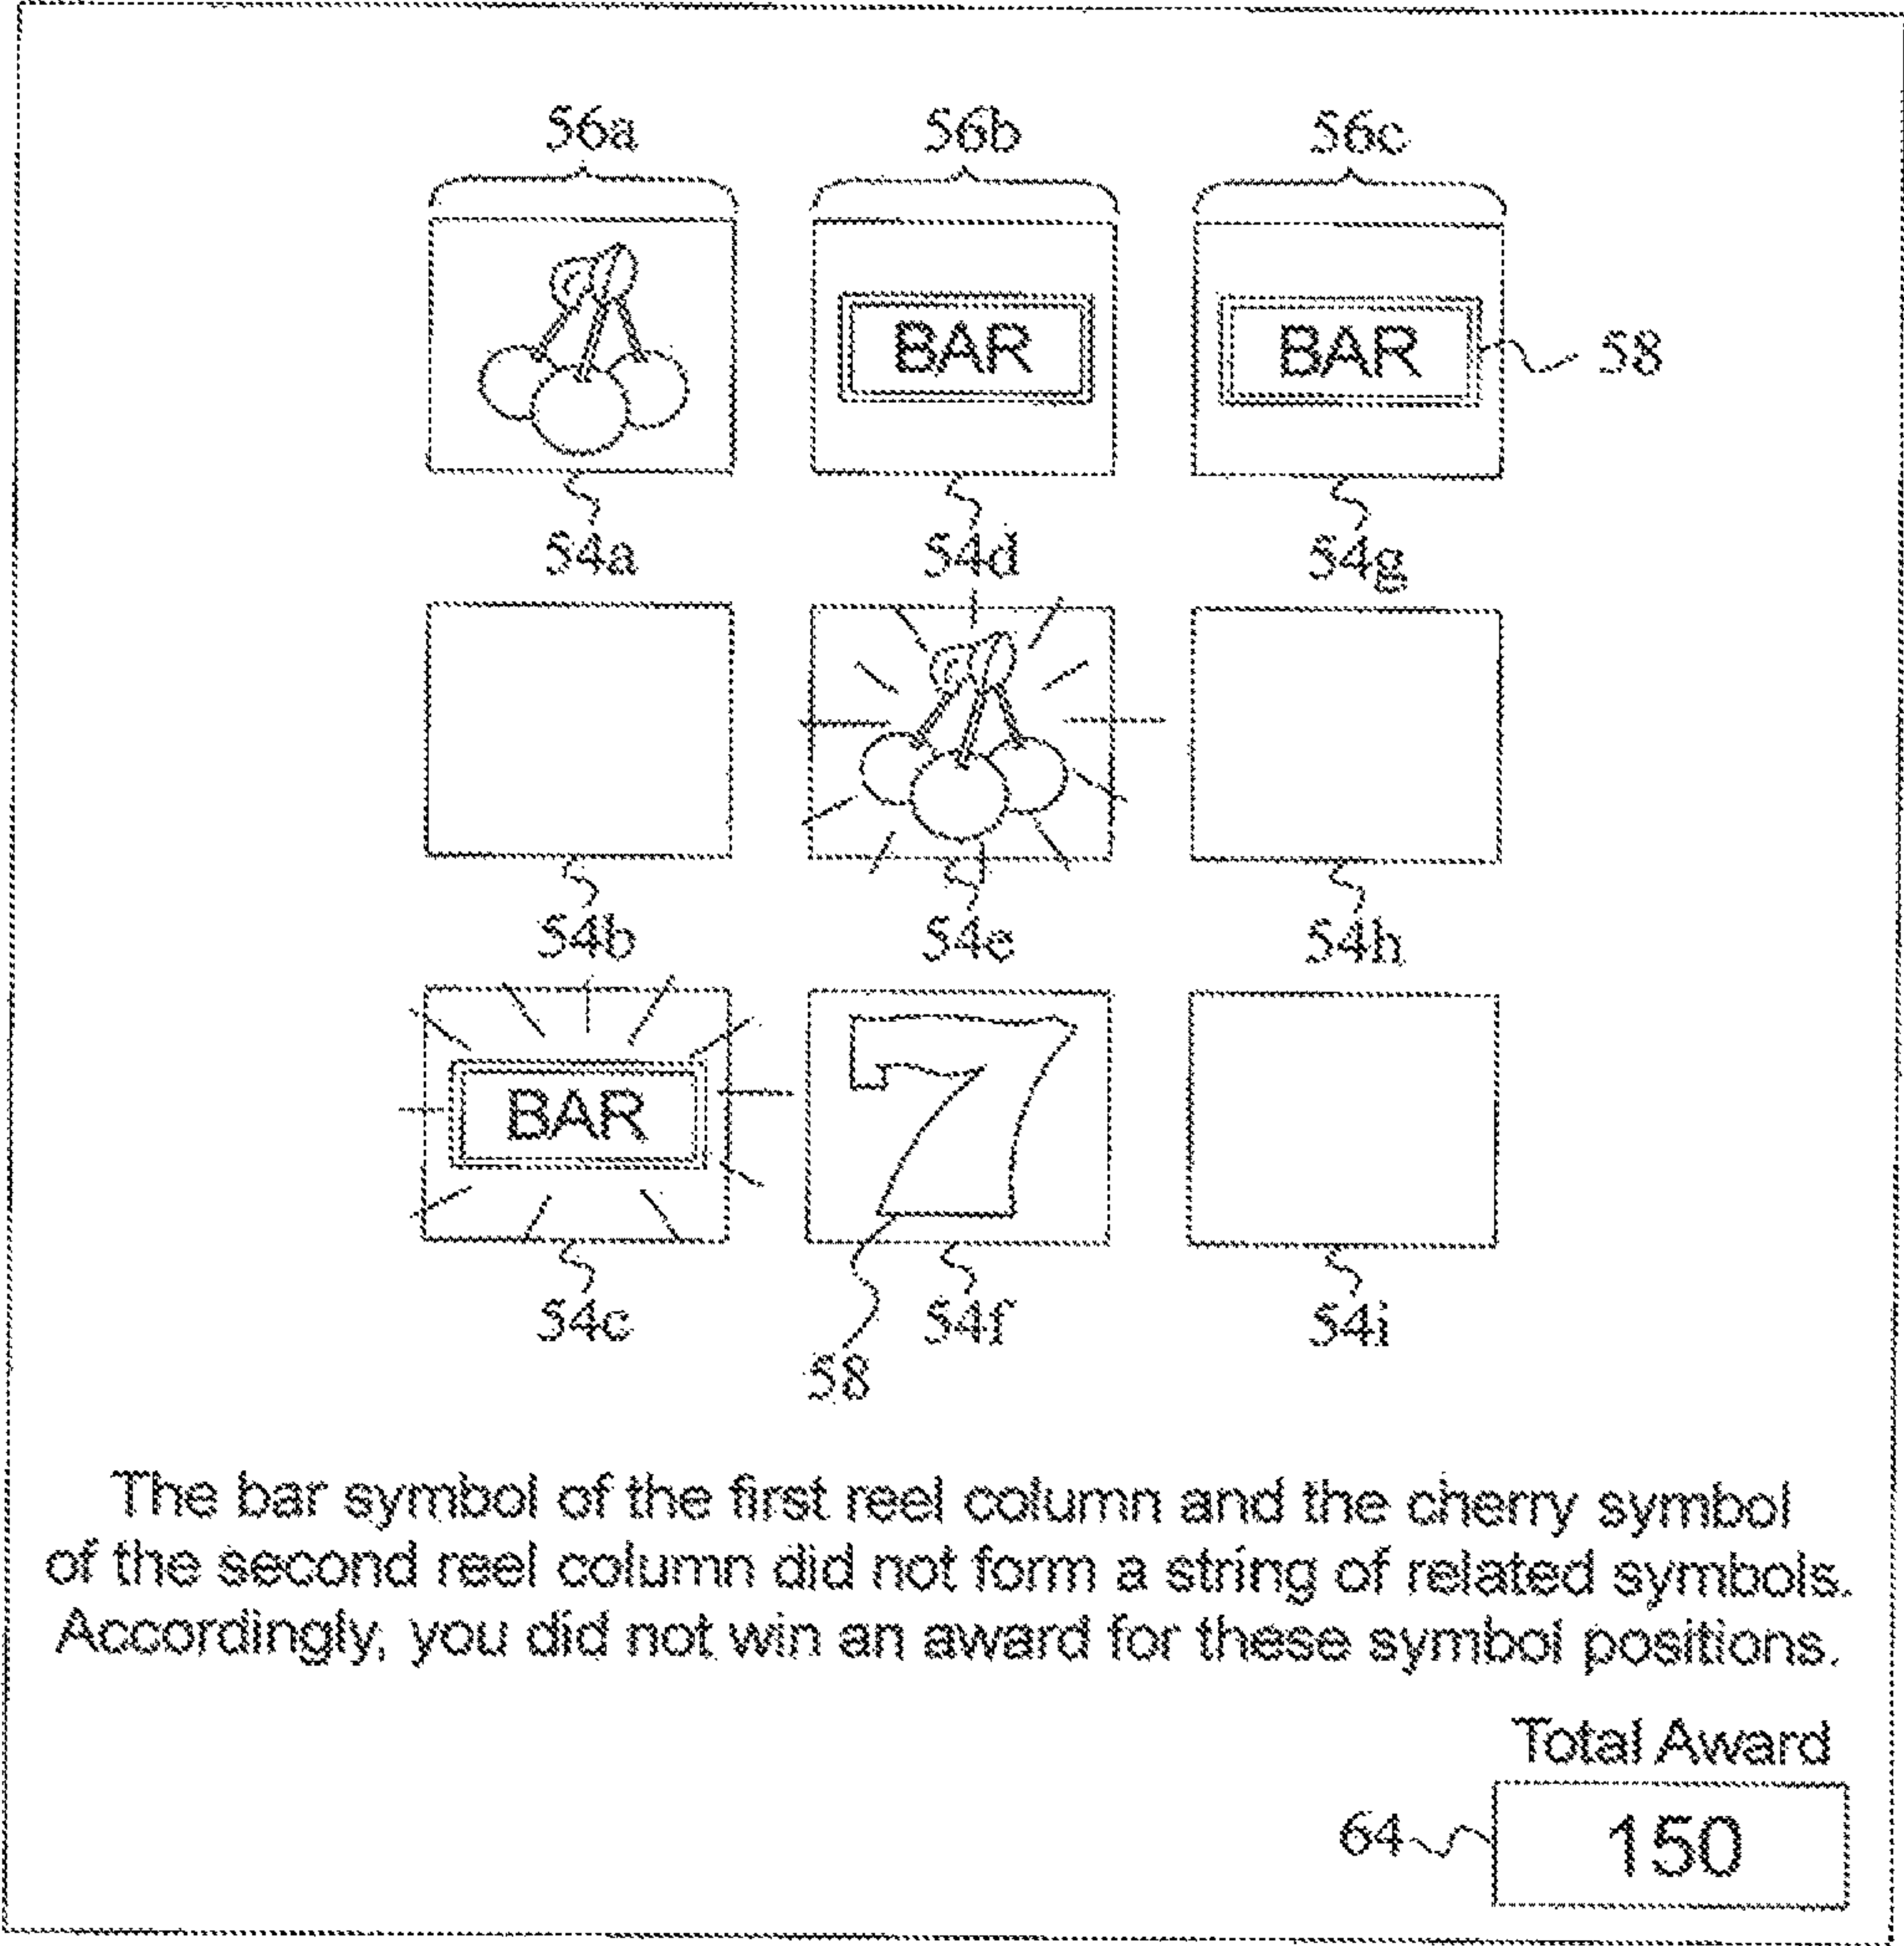 56a 56b 56c
BAR BAR 58
54a 54d 54g
54b 54e 54h
BAR 7
54c 54f 54i
58
The bar symbol of the first reel column and the cherry symbol
of the second reel column did not form a string of related symbols.
Accordingly, you did not win an award for these symbol positions.
Total Award
64 150